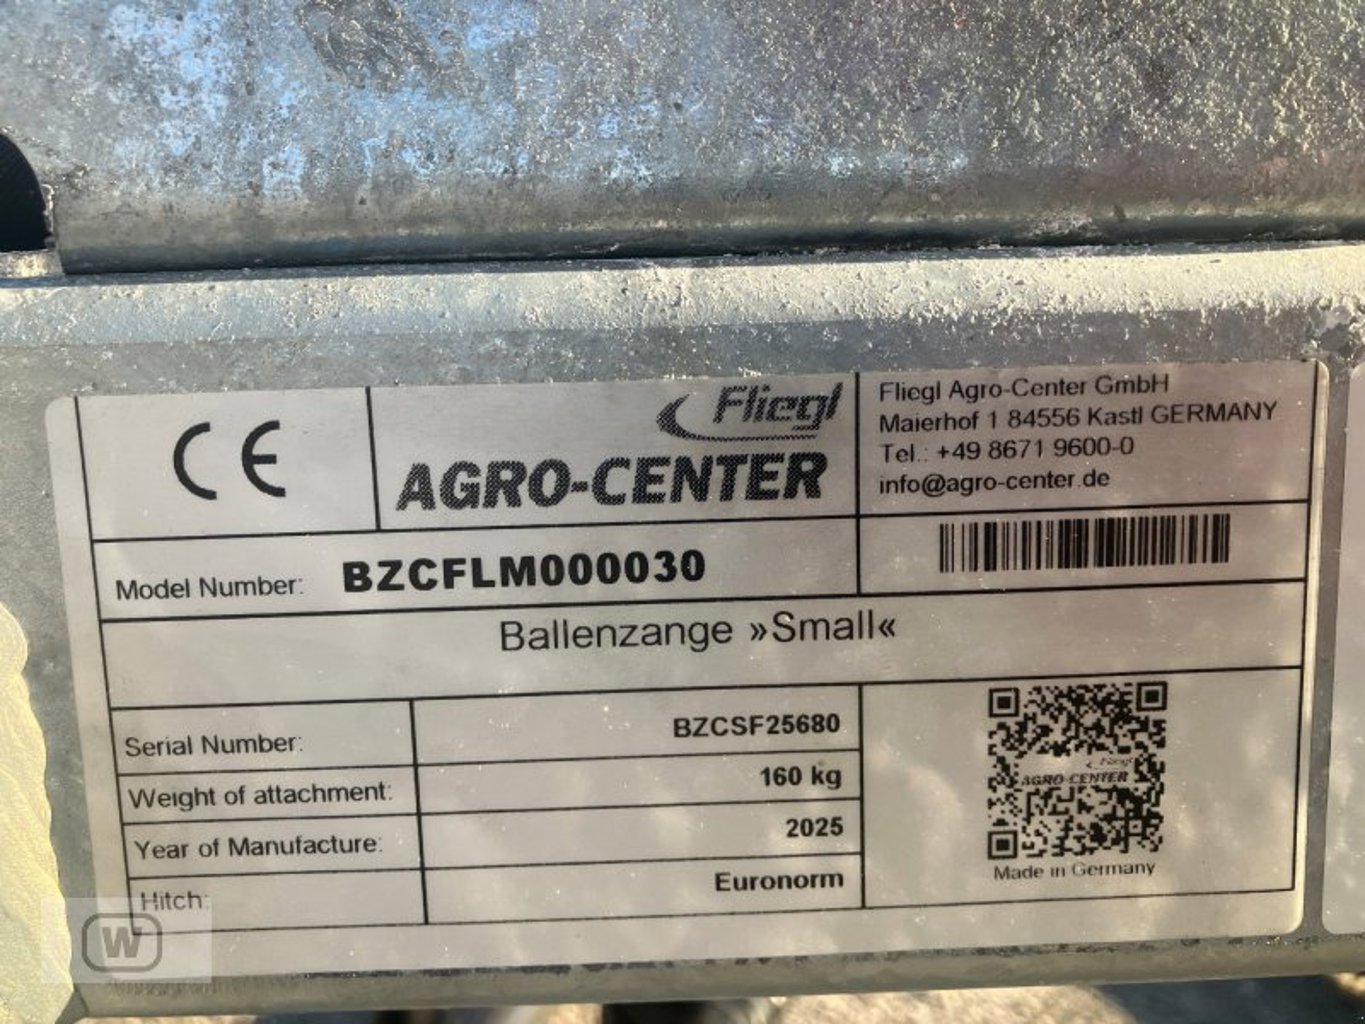 CE
Fliegl
AGRO-CENTER
Fliegl Agro-Center GmbH
Maierhof 1 84556 Kastl GERMANY
Tel.: +49 8671 9600-0
info@agro-center.de
Model Number: BZCFLM000030
Ballenzange »Small«
Serial Number: BZCSF25680
Weight of attachment: 160 kg
Year of Manufacture: 2025
Hitch: Euronorm
Fliegl
AGRO-CENTER
Made in Germany
W